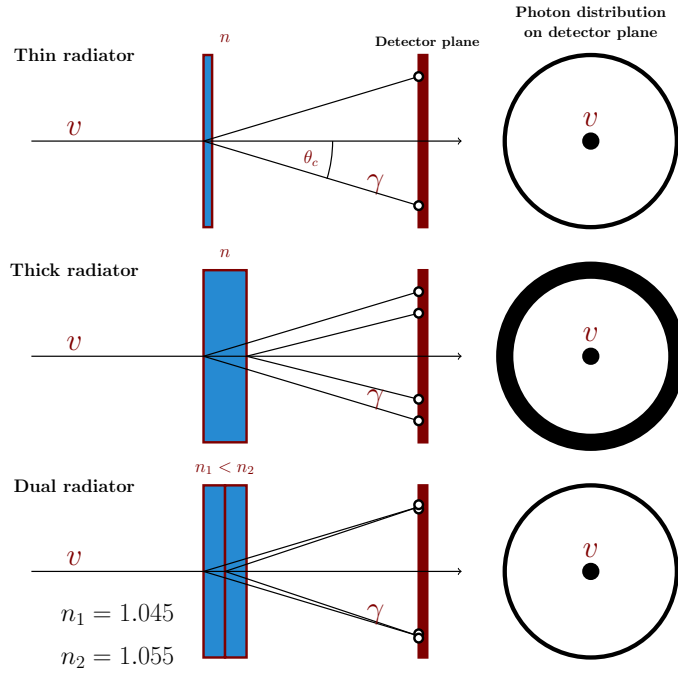 Photon distribution
on detector plane
Thin radiator
n
Detector plane
v
v
θc
γ
Thick radiator
n
v
v
γ
Dual radiator
n1 < n2
v
v
γ
n1 = 1.045
n2 = 1.055